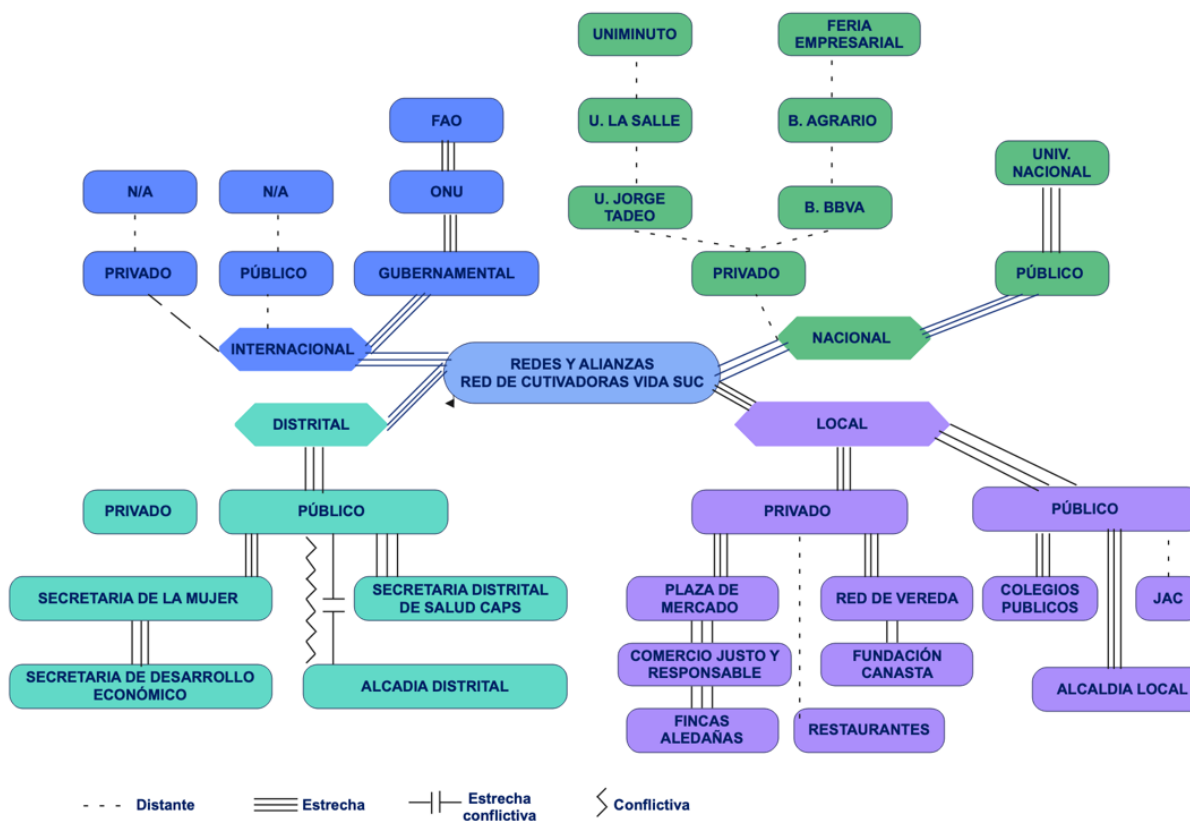 UNIMINUTO
FERIA
EMPRESARIAL
FAO
U. LA SALLE
B. AGRARIO
UNIV.
NACIONAL
N/A
N/A
ONU
U. JORGE
TADEO
B. BBVA
PRIVADO
PÚBLICO
GUBERNAMENTAL
PRIVADO
PÚBLICO
INTERNACIONAL
NACIONAL
REDES Y ALIANZAS
RED DE CUTIVADORAS VIDA SUC
DISTRITAL
LOCAL
PRIVADO
PÚBLICO
PRIVADO
PÚBLICO
SECRETARIA DE LA MUJER
SECRETARIA DISTRITAL
DE SALUD CAPS
PLAZA DE
MERCADO
RED DE VEREDA
COLEGIOS
PUBLICOS
JAC
SECRETARIA DE DESARROLLO
ECONÓMICO
ALCADIA DISTRITAL
COMERCIO JUSTO Y
RESPONSABLE
FUNDACIÓN
CANASTA
ALCALDIA LOCAL
FINCAS
ALEDAÑAS
RESTAURANTES
Distante
Estrecha
Estrecha
conflictiva
Conflictiva